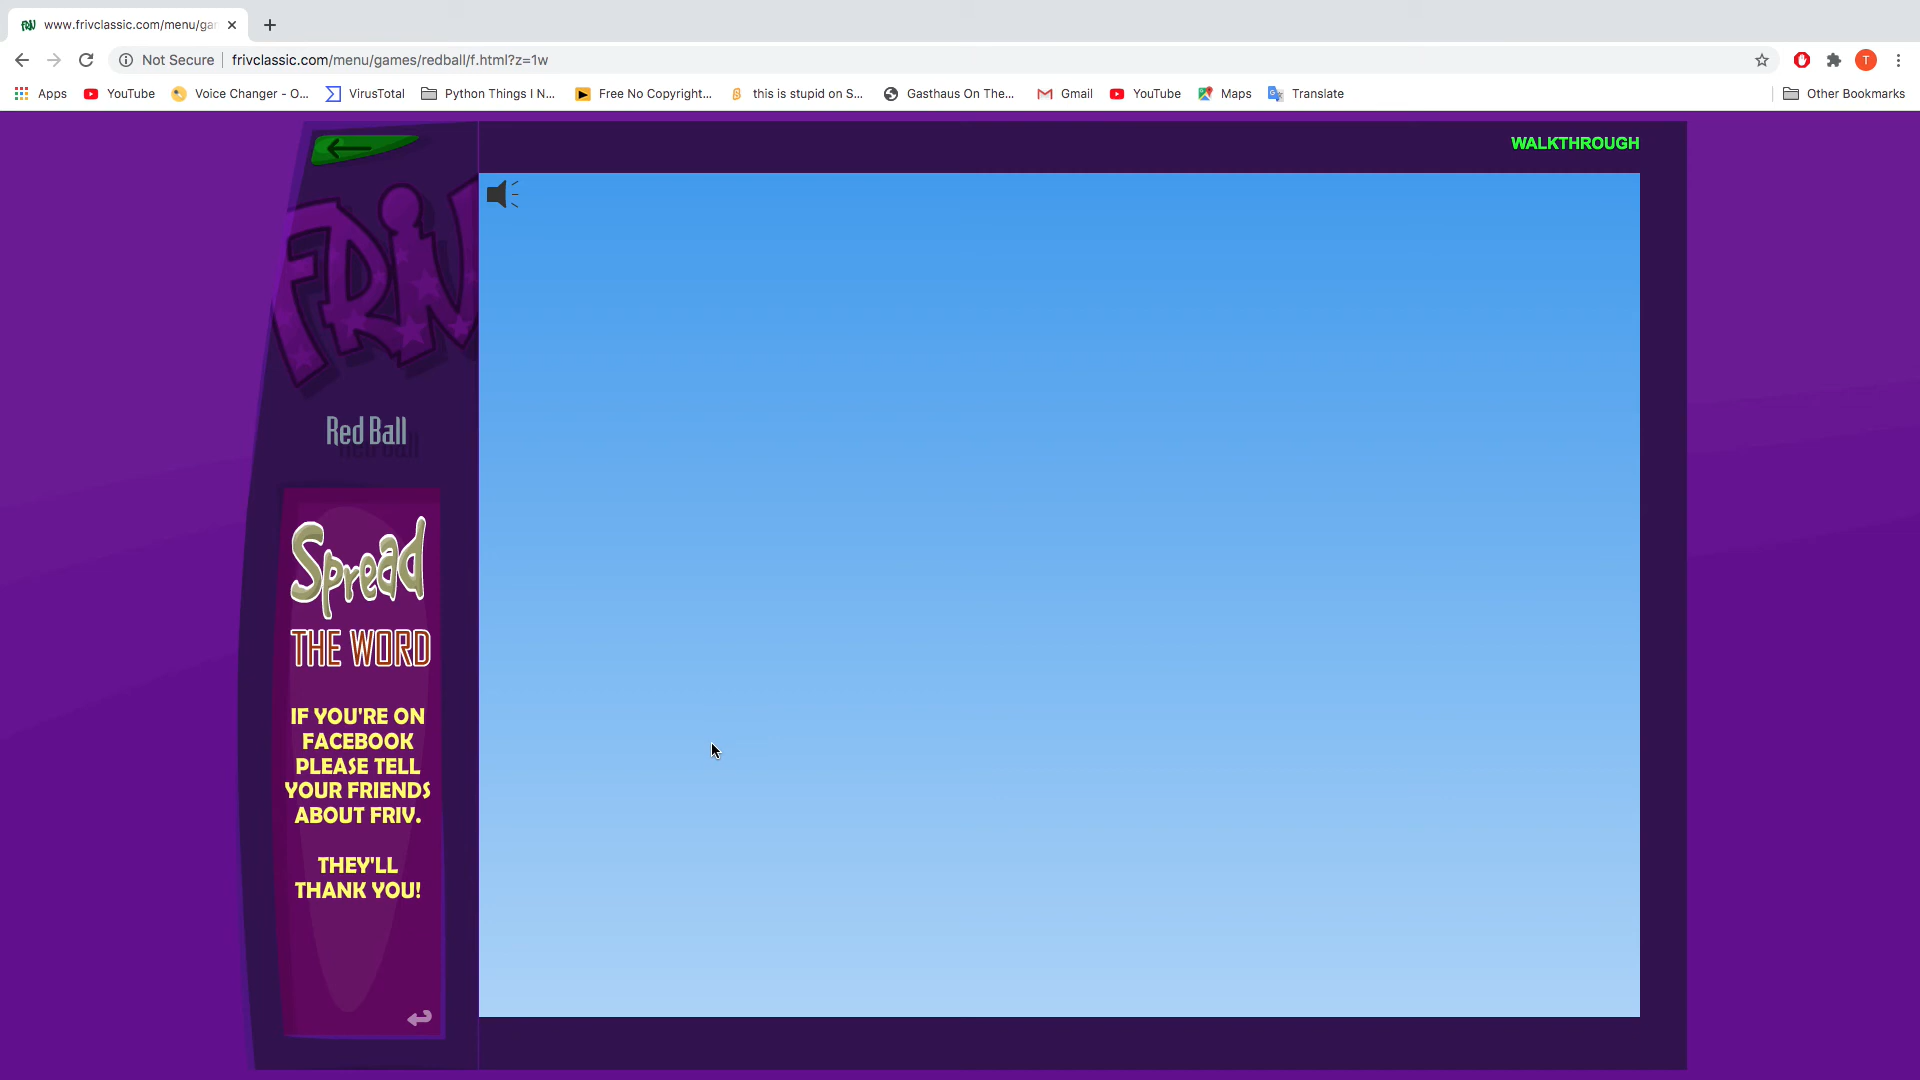 www.frivclassic.com/menu/ga
Not Secure
frivclassic.com/menu/games/redball/f.html?z=1w
T
Apps
YouTube
Voice Changer - O...
VirusTotal
Python Things I N...
Free No Copyright...
this is stupid on S...
Gasthaus On The...
Gmail
YouTube
Maps
Translate
Other Bookmarks
WALKTHROUGH
FRIV
Red Ball
Spread
THE WORD
IF YOU'RE ON
FACEBOOK
PLEASE TELL
YOUR FRIENDS
ABOUT FRIV.
THEY'LL
THANK YOU!